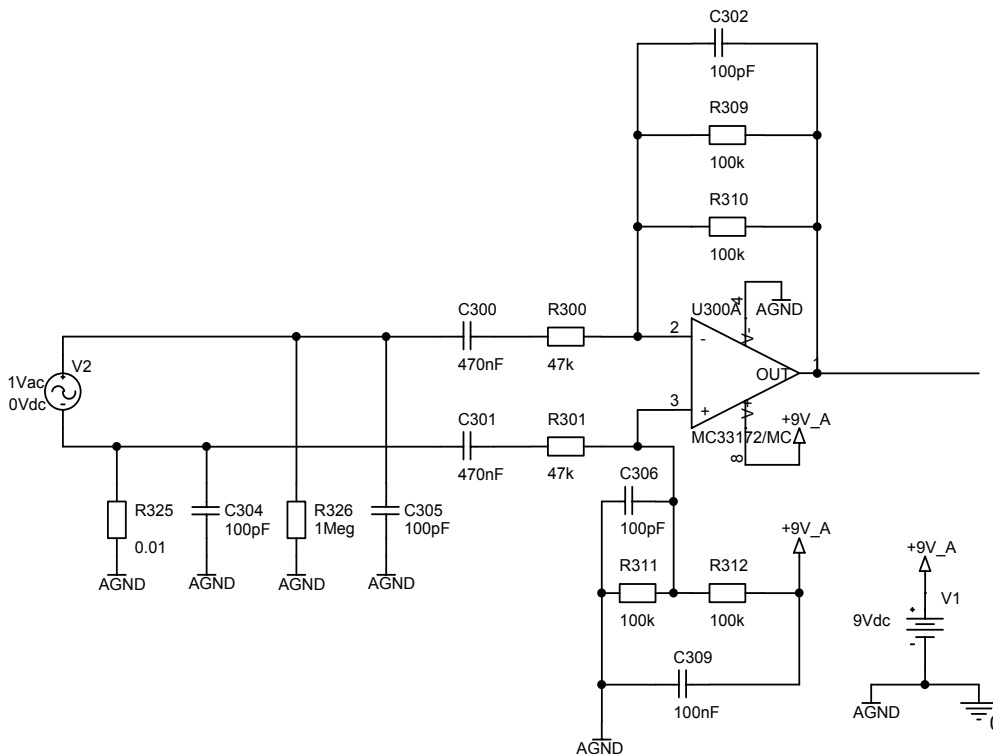 C302
100pF
R309
100k
R310
100k
U300A
4
AGND
V-
C300
470nF
R300
47k
2
-
V2
1Vac
0Vdc
+
-
OUT
1
C301
470nF
R301
47k
3
+
V+
MC33172/MC
8
+9V_A
R325
0.01
AGND
C304
100pF
AGND
R326
1Meg
AGND
C305
100pF
AGND
C306
100pF
R311
100k
R312
100k
+9V_A
C309
100nF
AGND
+9V_A
V1
9Vdc
+
-
AGND
0